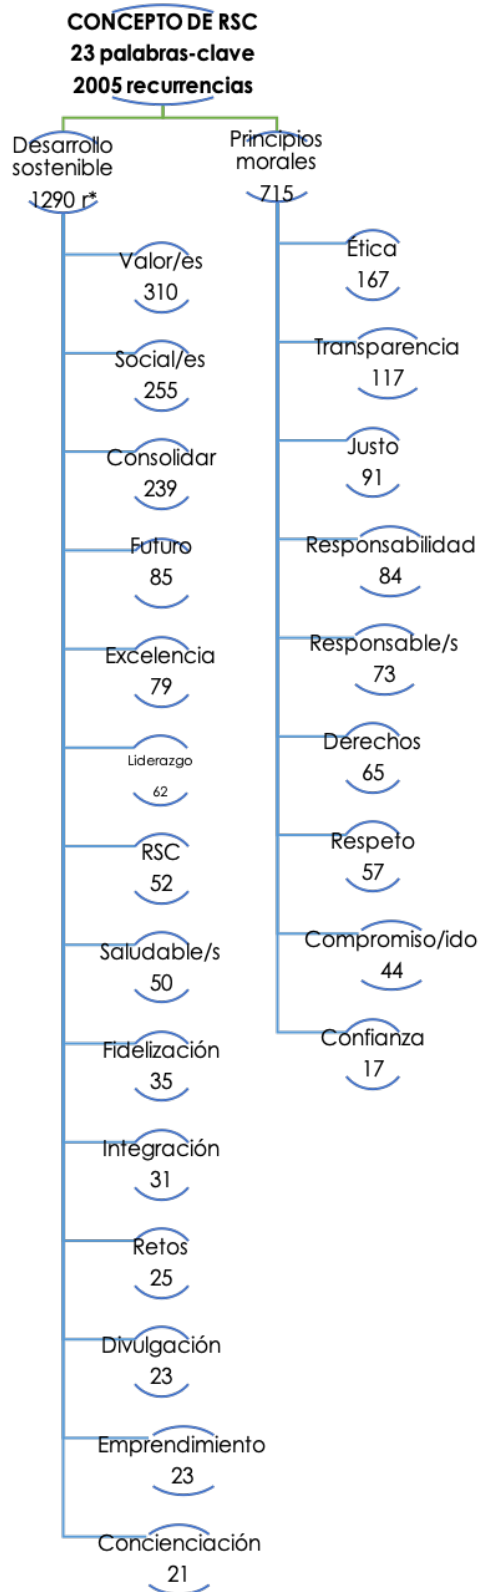 CONCEPTO DE RSC
23 palabras-clave
2005 recurrencias
Desarrollo
sostenible
1290 r*
Valor/es
310
Social/es
255
Consolidar
239
Futuro
85
Excelencia
79
Liderazgo
62
RSC
52
Saludable/s
50
Fidelización
35
Integración
31
Retos
25
Divulgación
23
Emprendimiento
23
Concienciación
21
Principios
morales
715
Ética
167
Transparencia
117
Justo
91
Responsabilidad
84
Responsable/s
73
Derechos
65
Respeto
57
Compromiso/ido
44
Confianza
17